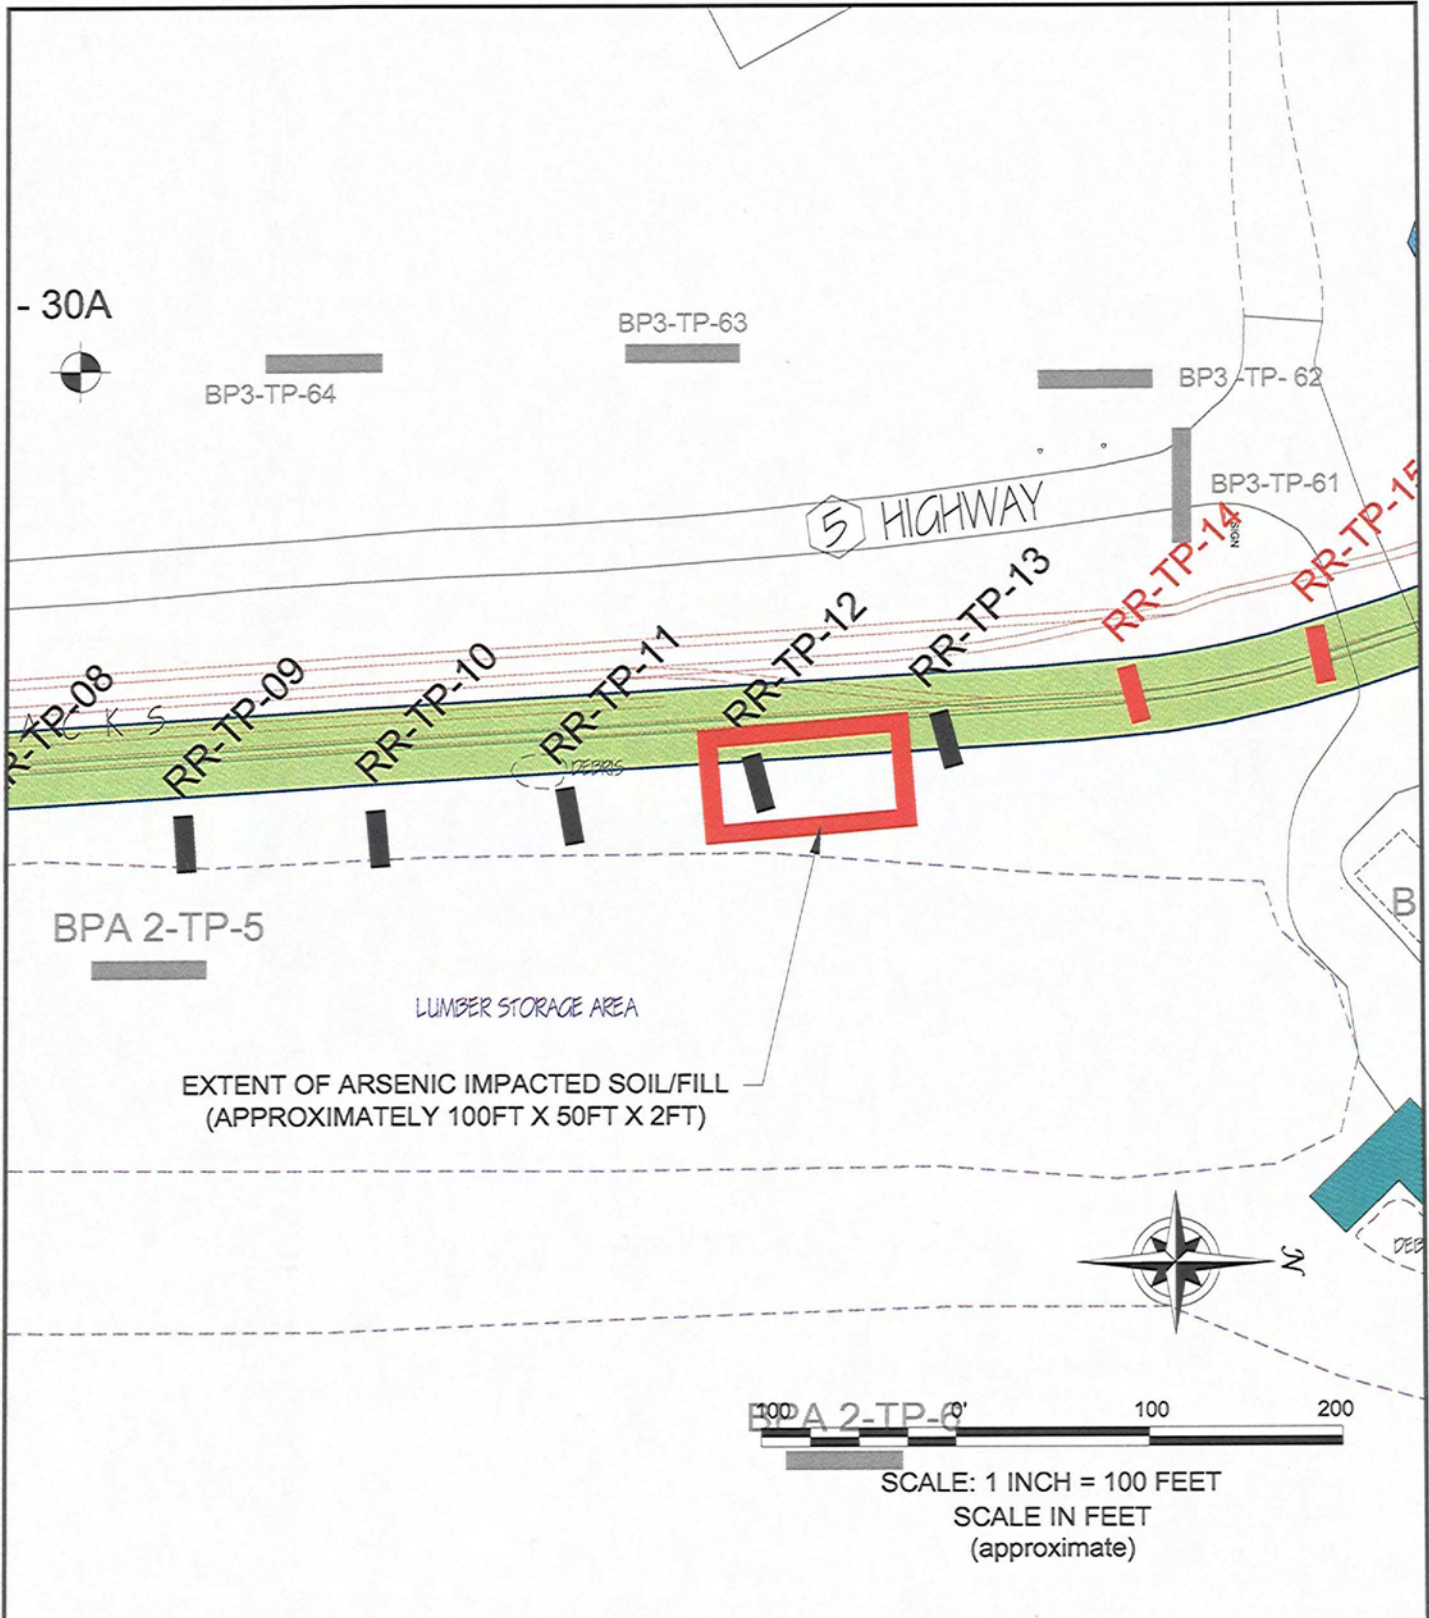 - 30A
BP3-TP-63
BP3-TP-64
BP3 -TP- 62
BP3-TP-61
5 HIGHWAY
SIGN
RR-TP-15
RR-TP-14
RR-TP-13
RR-TP-12
RR-TP-11
RR-TP-10
RR-TP-09
R-TP-08
A C K S
DEBRIS
B
BPA 2-TP-5
LUMBER STORAGE AREA
EXTENT OF ARSENIC IMPACTED SOIL/FILL
(APPROXIMATELY 100FT X 50FT X 2FT)
N
DEB
BPA 2-TP-6
100 0' 100 200
SCALE: 1 INCH = 100 FEET
SCALE IN FEET
(approximate)